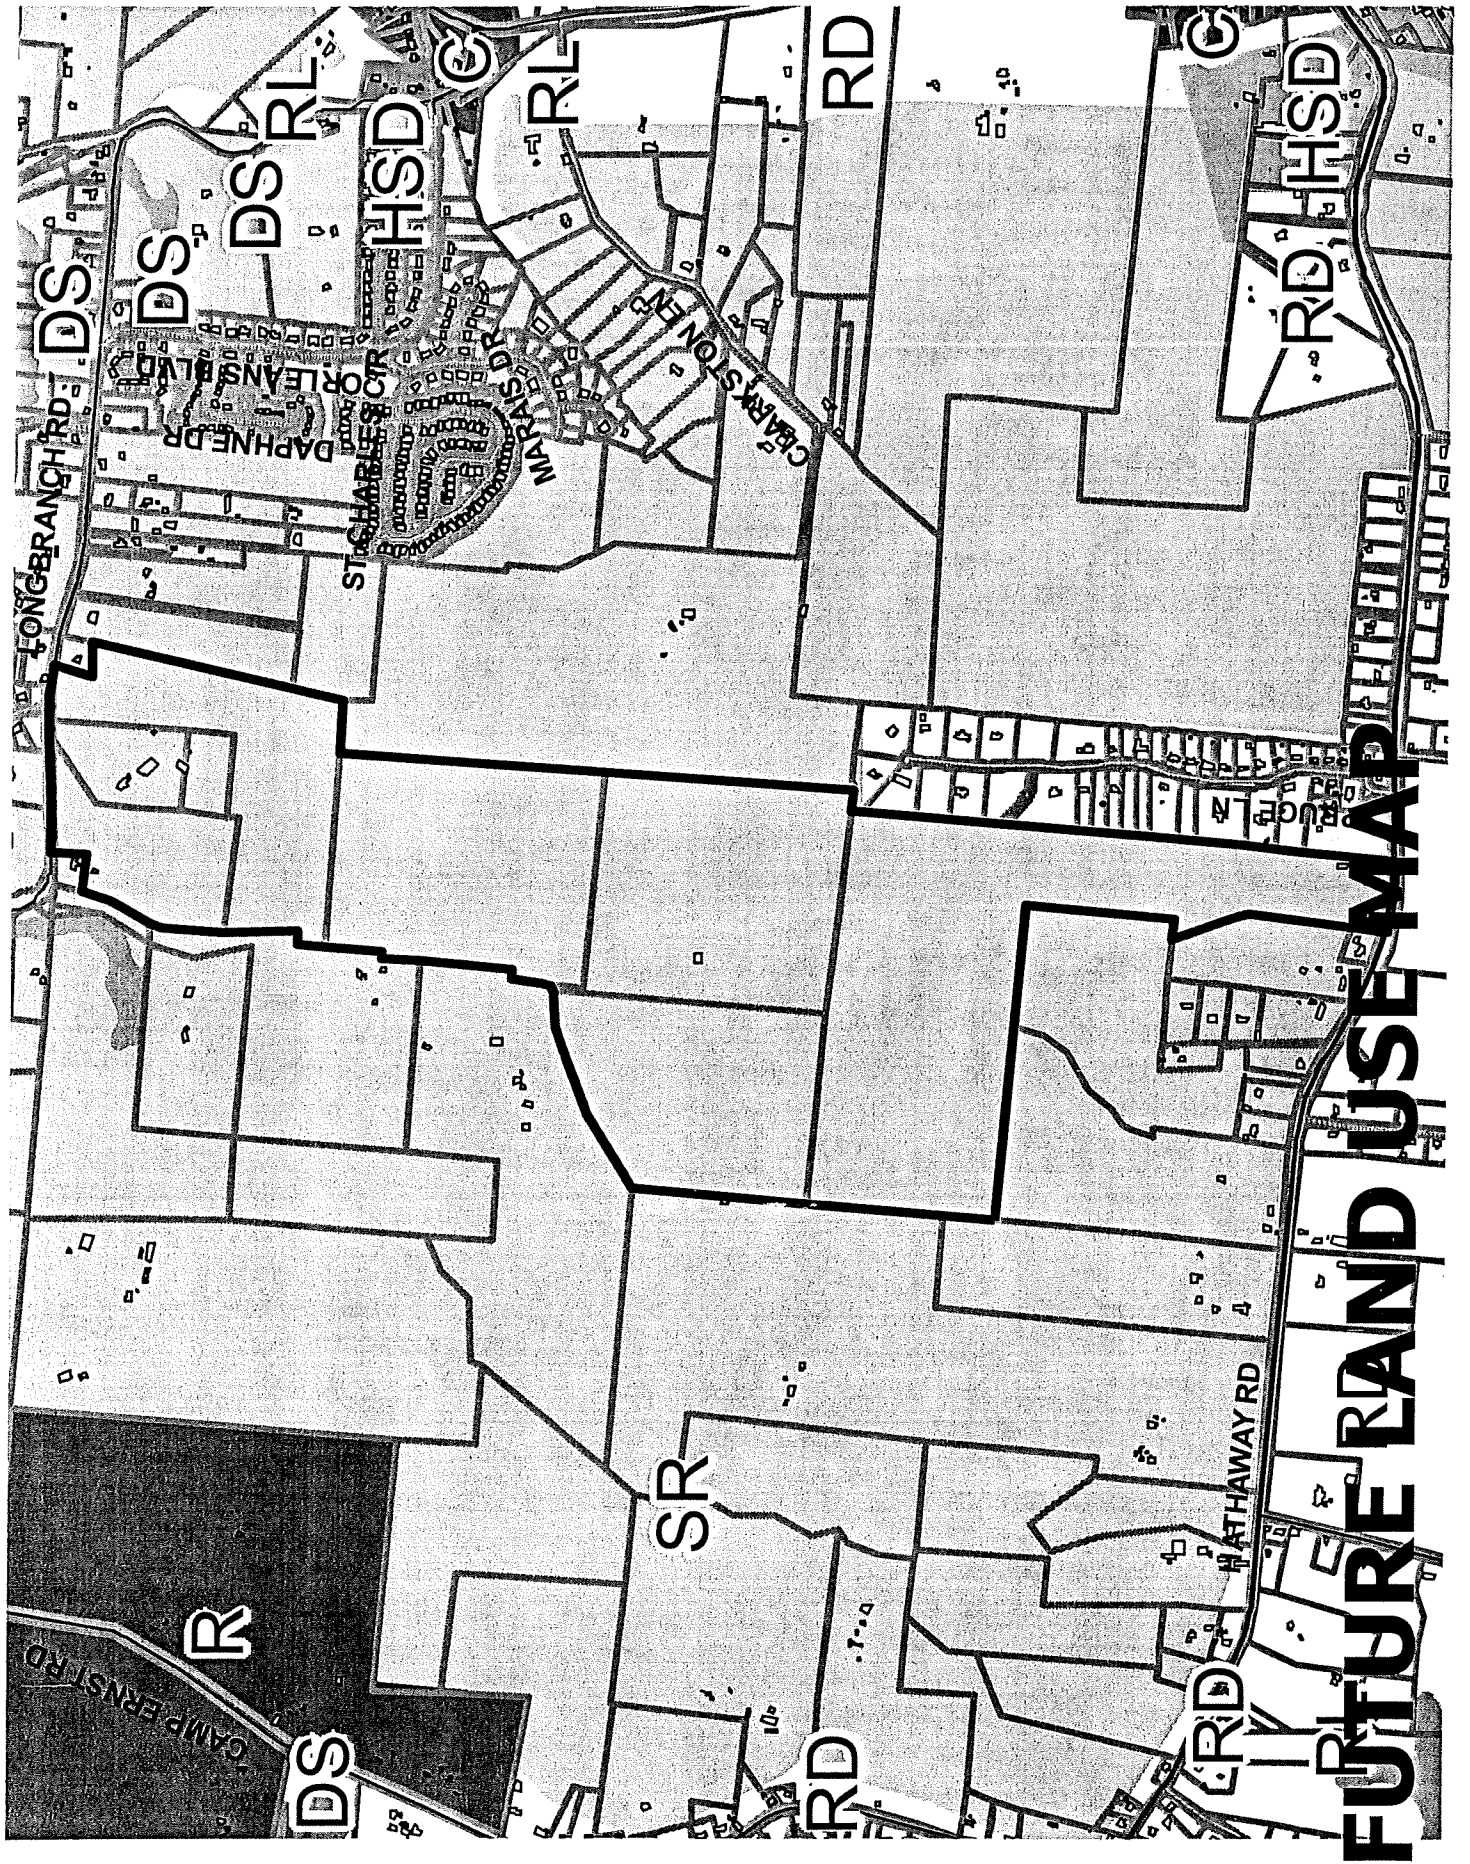 LONGBRANCH RD
DS
CAMP ERNST RD
DS
ORLEANS BLVD
DAPHNE DR
R
DS
RL
DS
ST CHARLES CIR
HSD
C
MARAIS DR
RL
SR
CLARKSTON LN
RD
RD
RD
C
HATHAWAY RD
PRUGE LN
RD
HSD
RL
RD
FUTURE LAND USE MAP